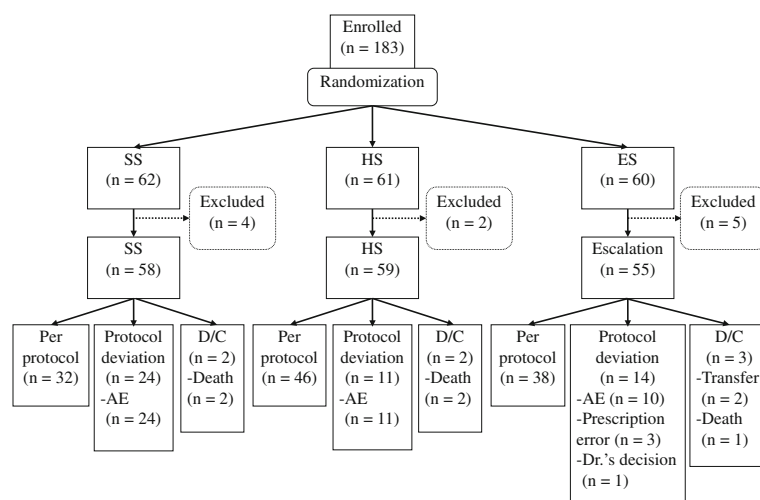 Enrolled
(n = 183)
Randomization
SS
(n = 62)
HS
(n = 61)
ES
(n = 60)
Excluded
(n = 4)
Excluded
(n = 2)
Excluded
(n = 5)
SS
(n = 58)
HS
(n = 59)
Escalation
(n = 55)
Per
protocol
(n = 32)
Protocol
deviation
(n = 24)
-AE
(n = 24)
D/C
(n = 2)
-Death
(n = 2)
Per
protocol
(n = 46)
Protocol
deviation
(n = 11)
-AE
(n = 11)
D/C
(n = 2)
-Death
(n = 2)
Per
protocol
(n = 38)
Protocol
deviation
(n = 14)
-AE (n = 10)
-Prescription
error (n = 3)
-Dr.'s decision
(n = 1)
D/C
(n = 3)
-Transfer
(n = 2)
-Death
(n = 1)